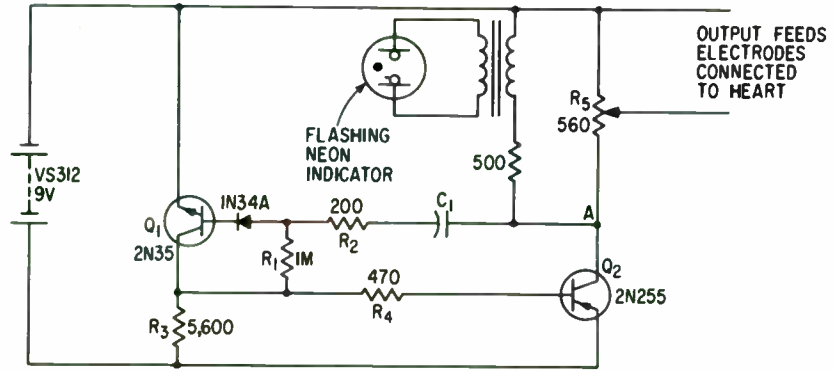 OUTPUT FEEDS
ELECTRODES
CONNECTED
TO HEART
R5
560
FLASHING
NEON
INDICATOR
500
VS312
9V
1N34A
200
C1
A
Q1
2N35
R1
1M
R2
470
Q2
2N255
R3
5,600
R4